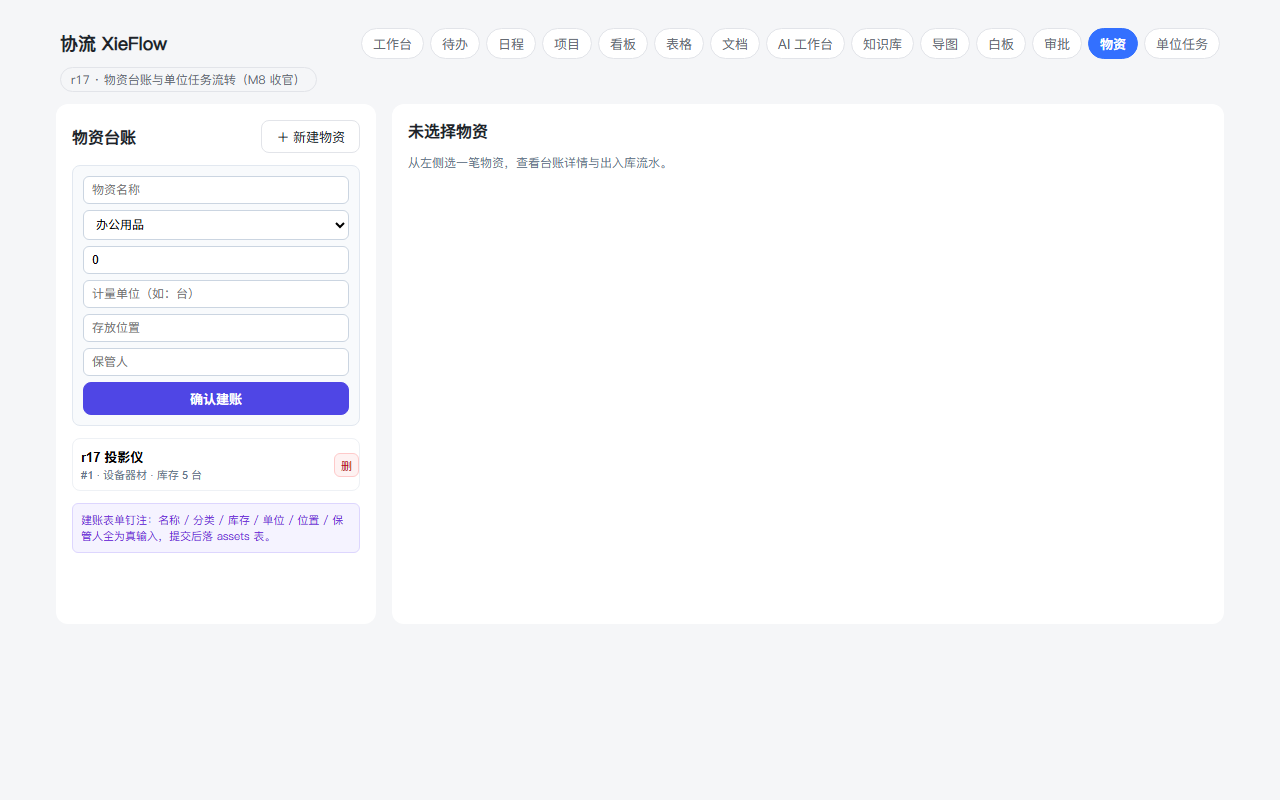 协流 XieFlow
工作台 待办 日程 项目 看板 表格 文档 AI 工作台 知识库 导图 白板 审批 物资 单位任务
r17 · 物资台账与单位任务流转（M8 收官）
物资台账
＋ 新建物资
物资名称
办公用品
0
计量单位（如：台）
存放位置
保管人
确认建账
r17 投影仪
#1 · 设备器材 · 库存 5 台
删
建账表单钉注：名称 / 分类 / 库存 / 单位 / 位置 / 保
管人全为真输入，提交后落 assets 表。
未选择物资
从左侧选一笔物资，查看台账详情与出入库流水。